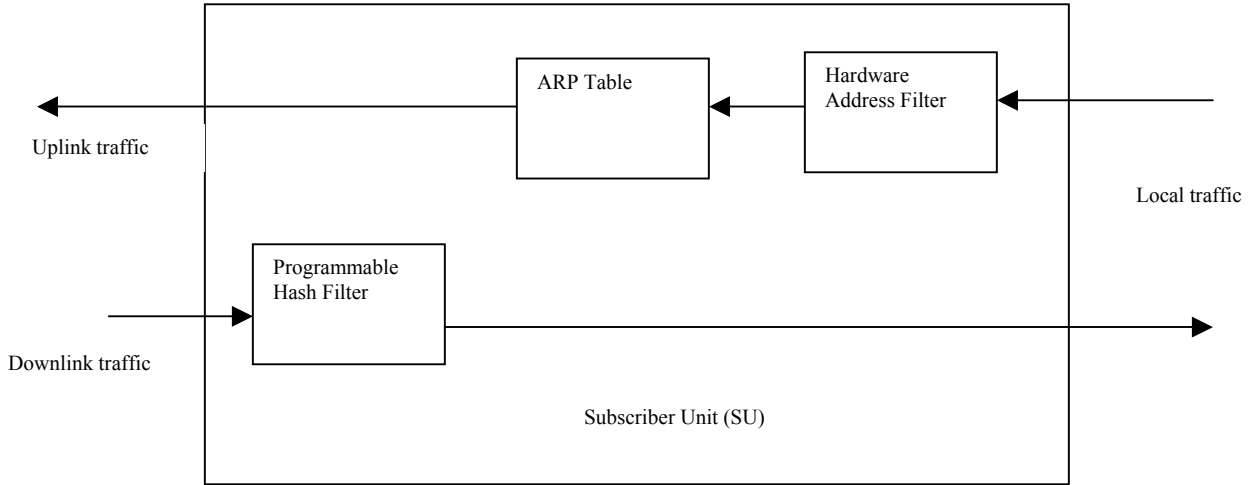 ARP Table
Hardware
Address Filter
Uplink traffic
Local traffic
Programmable
Hash Filter
Downlink traffic
Subscriber Unit (SU)